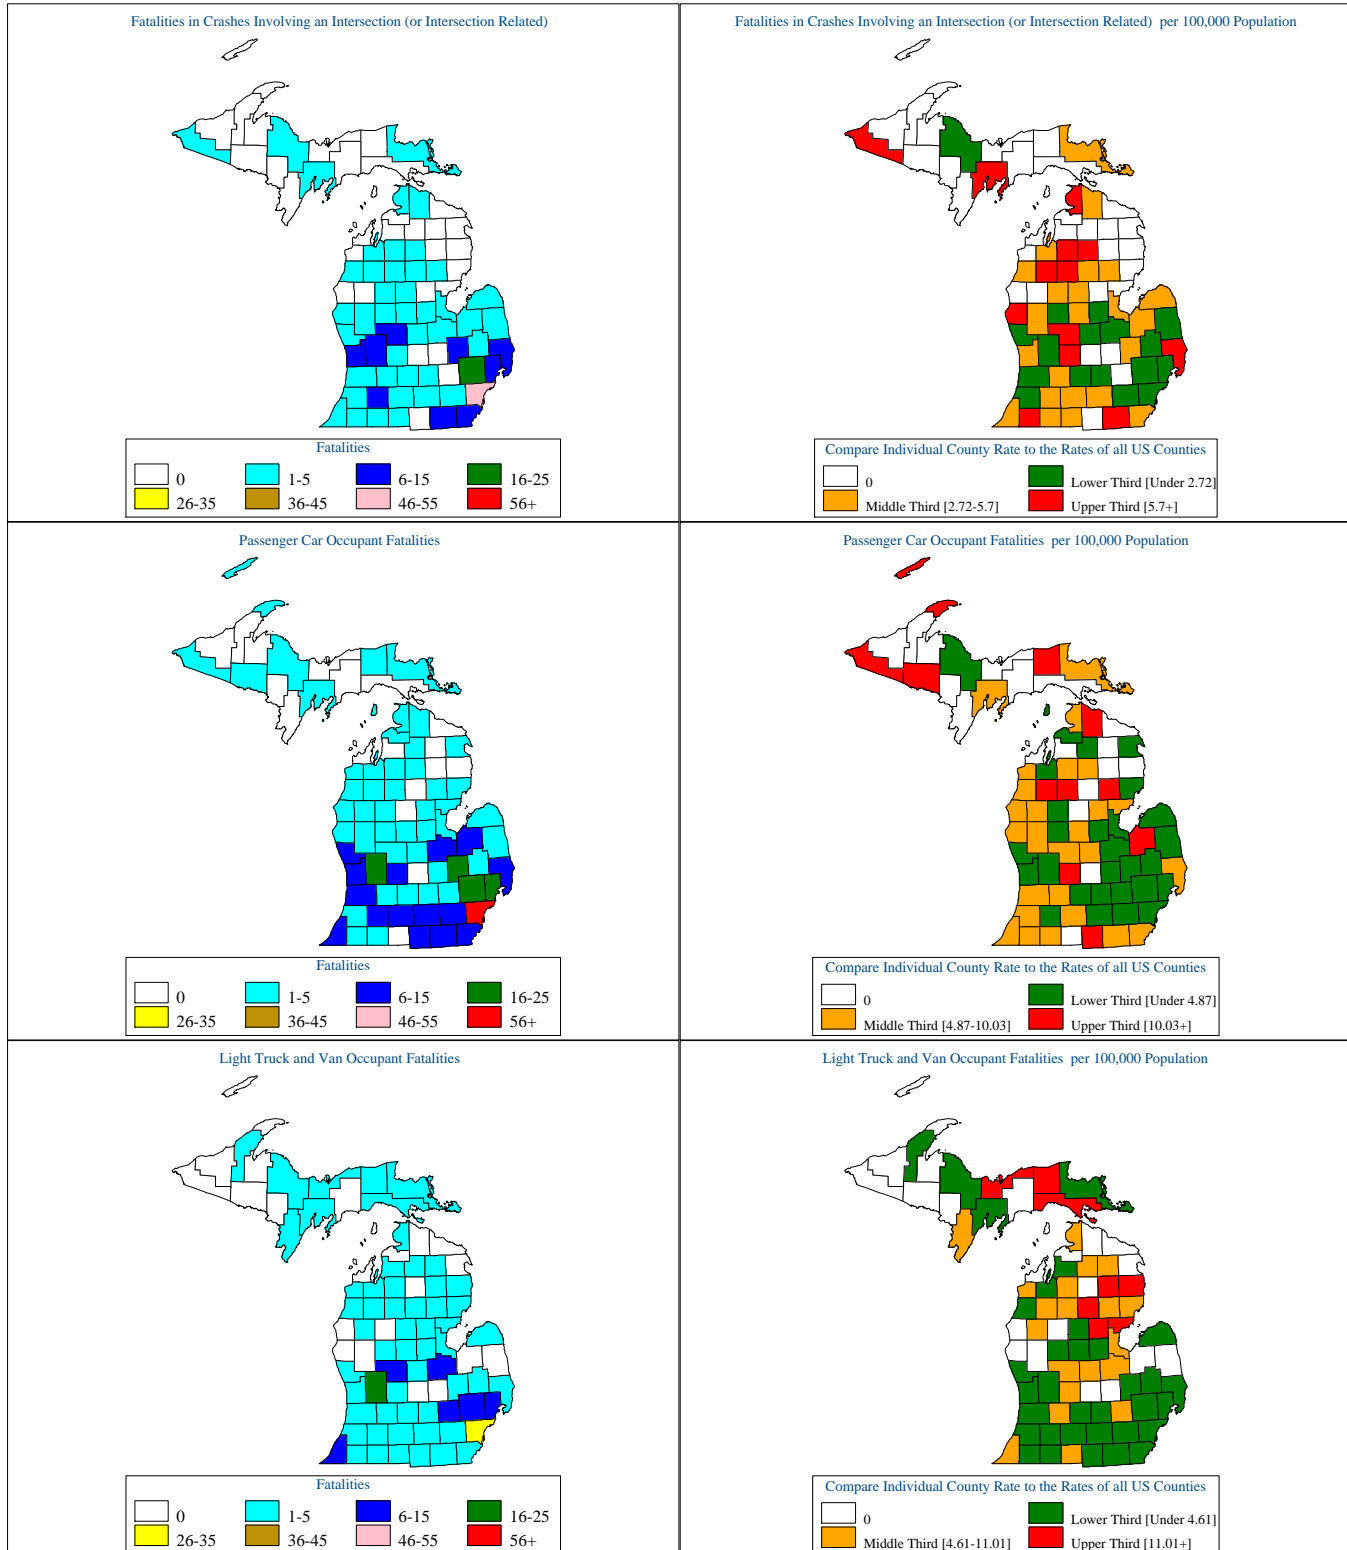 Fatalities in Crashes Involving an Intersection (or Intersection Related)
Fatalities
0
1-5
6-15
16-25
26-35
36-45
46-55
56+
Fatalities in Crashes Involving an Intersection (or Intersection Related) per 100,000 Population
Compare Individual County Rate to the Rates of all US Counties
0
Lower Third [Under 2.72]
Middle Third [2.72-5.7]
Upper Third [5.7+]
Passenger Car Occupant Fatalities
Fatalities
0
1-5
6-15
16-25
26-35
36-45
46-55
56+
Passenger Car Occupant Fatalities per 100,000 Population
Compare Individual County Rate to the Rates of all US Counties
0
Lower Third [Under 4.87]
Middle Third [4.87-10.03]
Upper Third [10.03+]
Light Truck and Van Occupant Fatalities
Fatalities
0
1-5
6-15
16-25
26-35
36-45
46-55
56+
Light Truck and Van Occupant Fatalities per 100,000 Population
Compare Individual County Rate to the Rates of all US Counties
0
Lower Third [Under 4.61]
Middle Third [4.61-11.01]
Upper Third [11.01+]